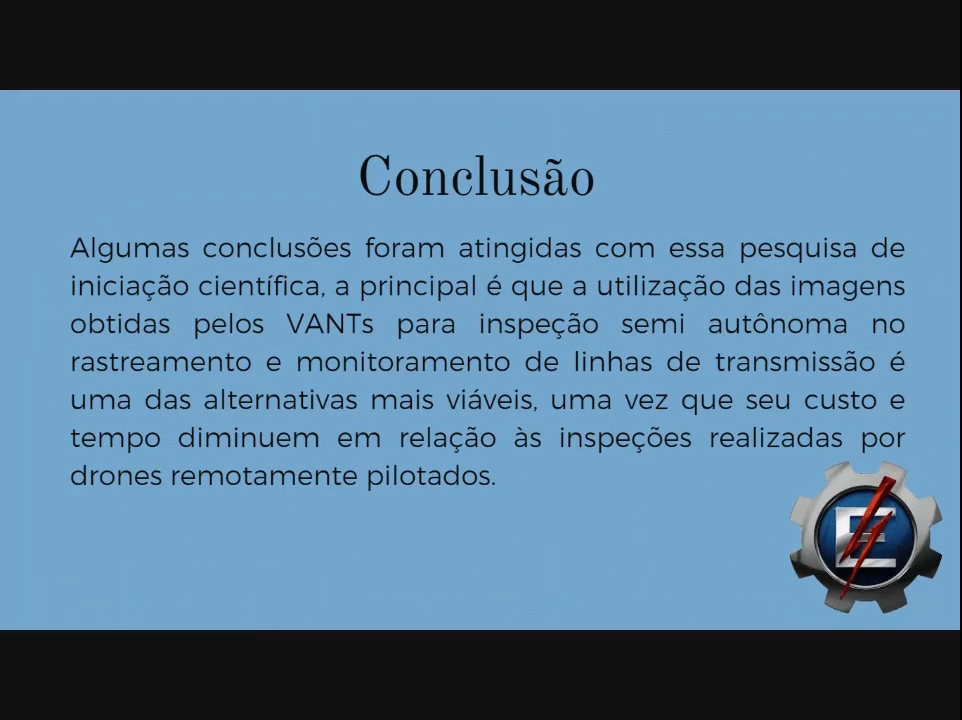 Conclusão
Algumas conclusões foram atingidas com essa pesquisa de
iniciação científica, a principal é que a utilização das imagens
obtidas pelos VANTs para inspeção semi autônoma no
rastreamento e monitoramento de linhas de transmissão é
uma das alternativas mais viáveis, uma vez que seu custo e
tempo diminuem em relação às inspeções realizadas por
drones remotamente pilotados.
E